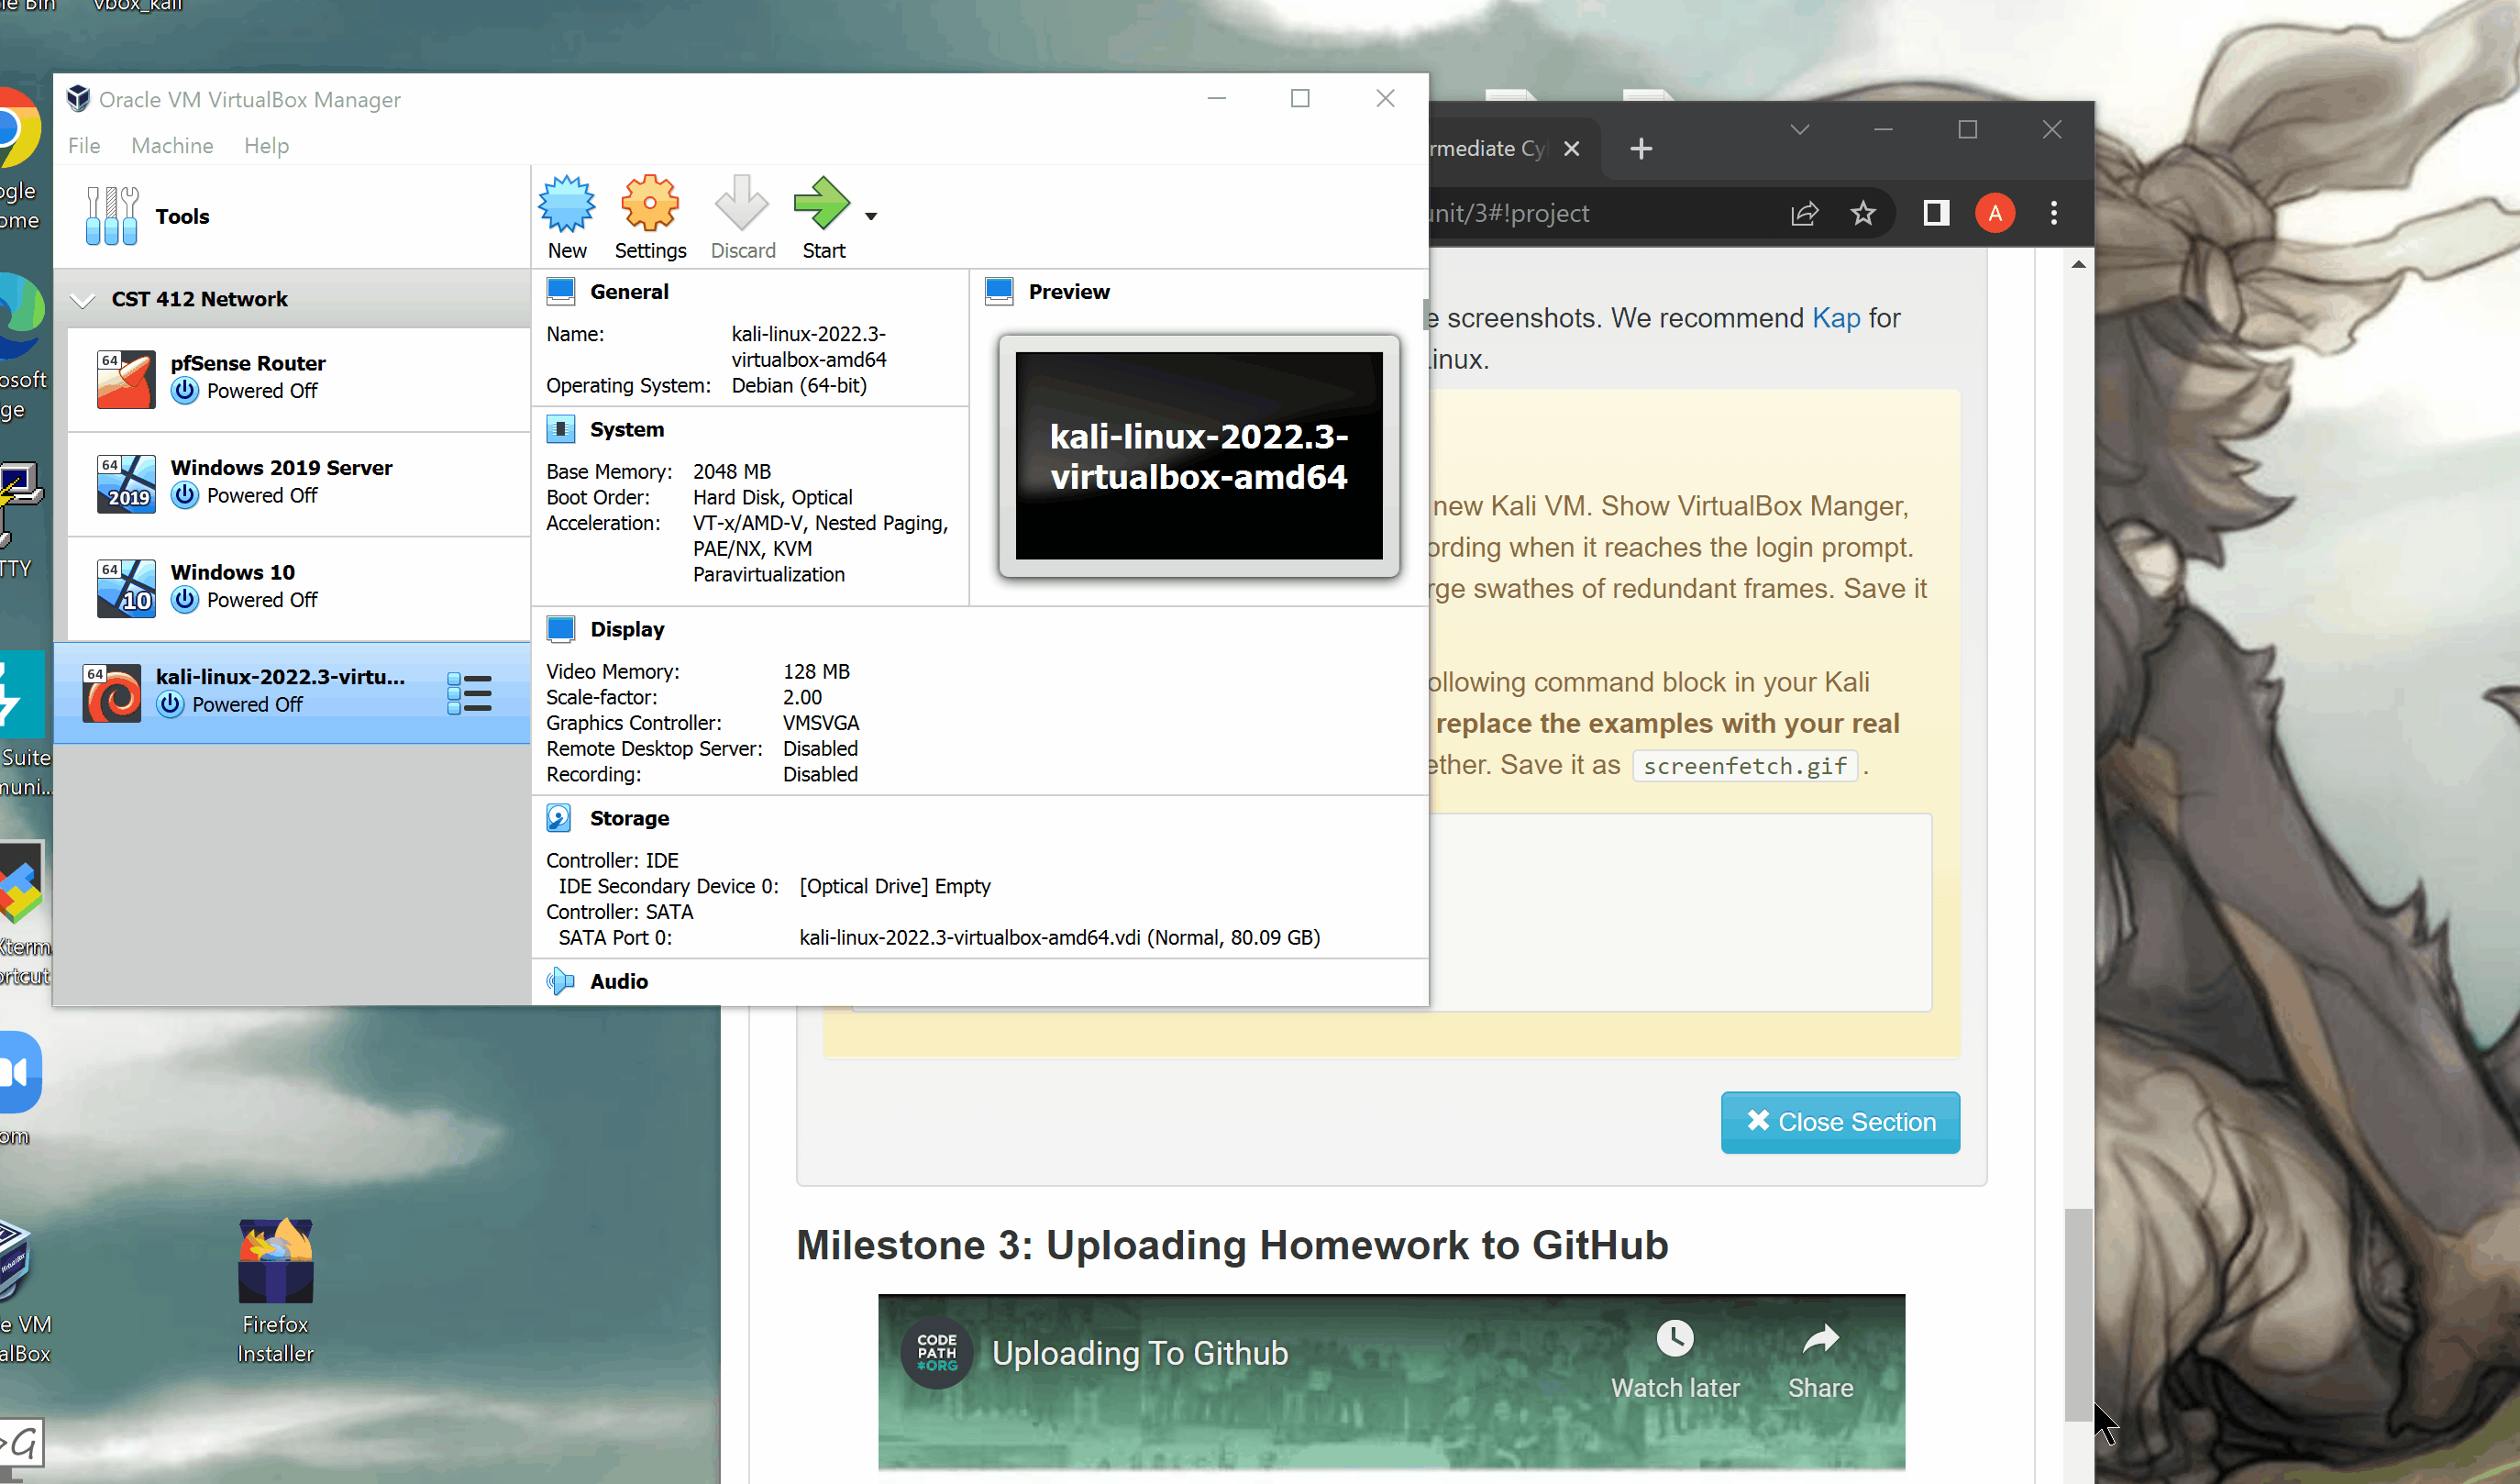 vbox_kali
Oracle VM VirtualBox Manager
File Machine Help
Tools
New Settings Discard Start
CST 412 Network
64
pfSense Router
Powered Off
64
2019
Windows 2019 Server
Powered Off
64
10
Windows 10
Powered Off
64
kali-linux-2022.3-virtu...
Powered Off
General
Name: kali-linux-2022.3-
virtualbox-amd64
Operating System: Debian (64-bit)
System
Base Memory: 2048 MB
Boot Order: Hard Disk, Optical
Acceleration: VT-x/AMD-V, Nested Paging,
PAE/NX, KVM
Paravirtualization
Preview
kali-linux-2022.3-
virtualbox-amd64
Display
Video Memory: 128 MB
Scale-factor: 2.00
Graphics Controller: VMSVGA
Remote Desktop Server: Disabled
Recording: Disabled
Storage
Controller: IDE
IDE Secondary Device 0: [Optical Drive] Empty
Controller: SATA
SATA Port 0: kali-linux-2022.3-virtualbox-amd64.vdi (Normal, 80.09 GB)
Audio
rmediate Cy
unit/3#!project
A
e screenshots. We recommend Kap for
Linux.
new Kali VM. Show VirtualBox Manger,
ording when it reaches the login prompt.
rge swathes of redundant frames. Save it
ollowing command block in your Kali
replace the examples with your real
ether. Save it as screenfetch.gif .
Close Section
Milestone 3: Uploading Homework to GitHub
CODE
PATH
*ORG
Uploading To Github
Watch later
Share
ogle
ome
osoft
ge
TTY
Suite
muni...
Xterm
ortcut
om
e VM
alBox
Firefox
Installer